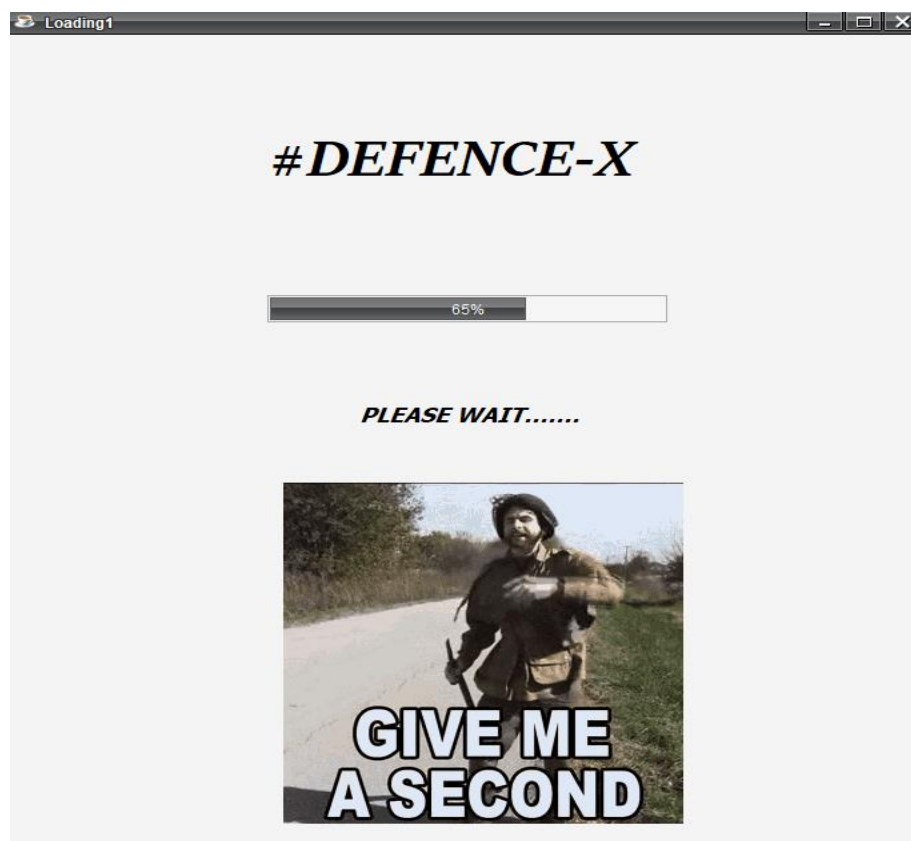 Loading1
#DEFENCE-X
65%
PLEASE WAIT.......
GIVE ME
A SECOND